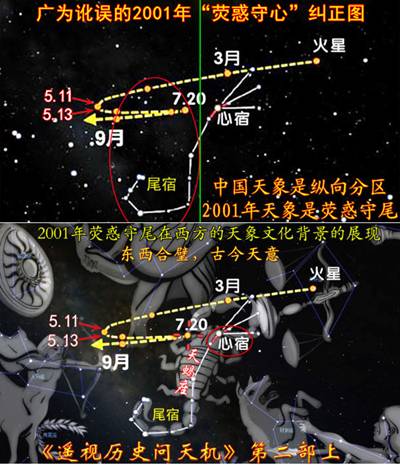 广为讹误的2001年“荧惑守心”纠正图
火星
3月
5.11
7.20
5.13
心宿
9月
尾宿
中国天象是纵向分区
2001年天象是荧惑守尾
2001年荧惑守尾在西方的天象文化背景的展现
东西合璧，古今天意
火星
3月
5.11
7.20
5.13
心宿
9月
天蝎座
尾宿
《遥视历史问天机》第二部上